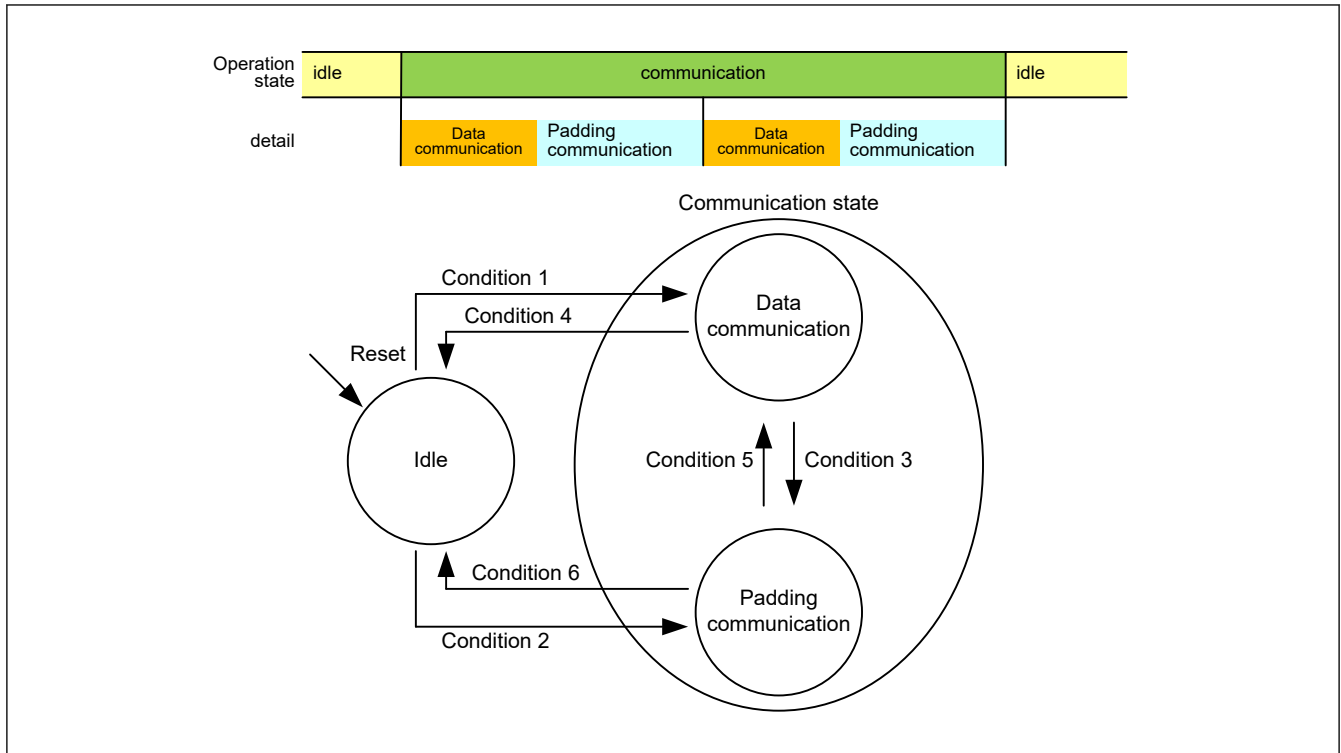 Operation
state
idle
communication
idle
detail
Data
communication
Padding
communication
Data
communication
Padding
communication
Communication state
Condition 1
Condition 4
Reset
Data
communication
Idle
Condition 5
Condition 3
Condition 6
Condition 2
Padding
communication